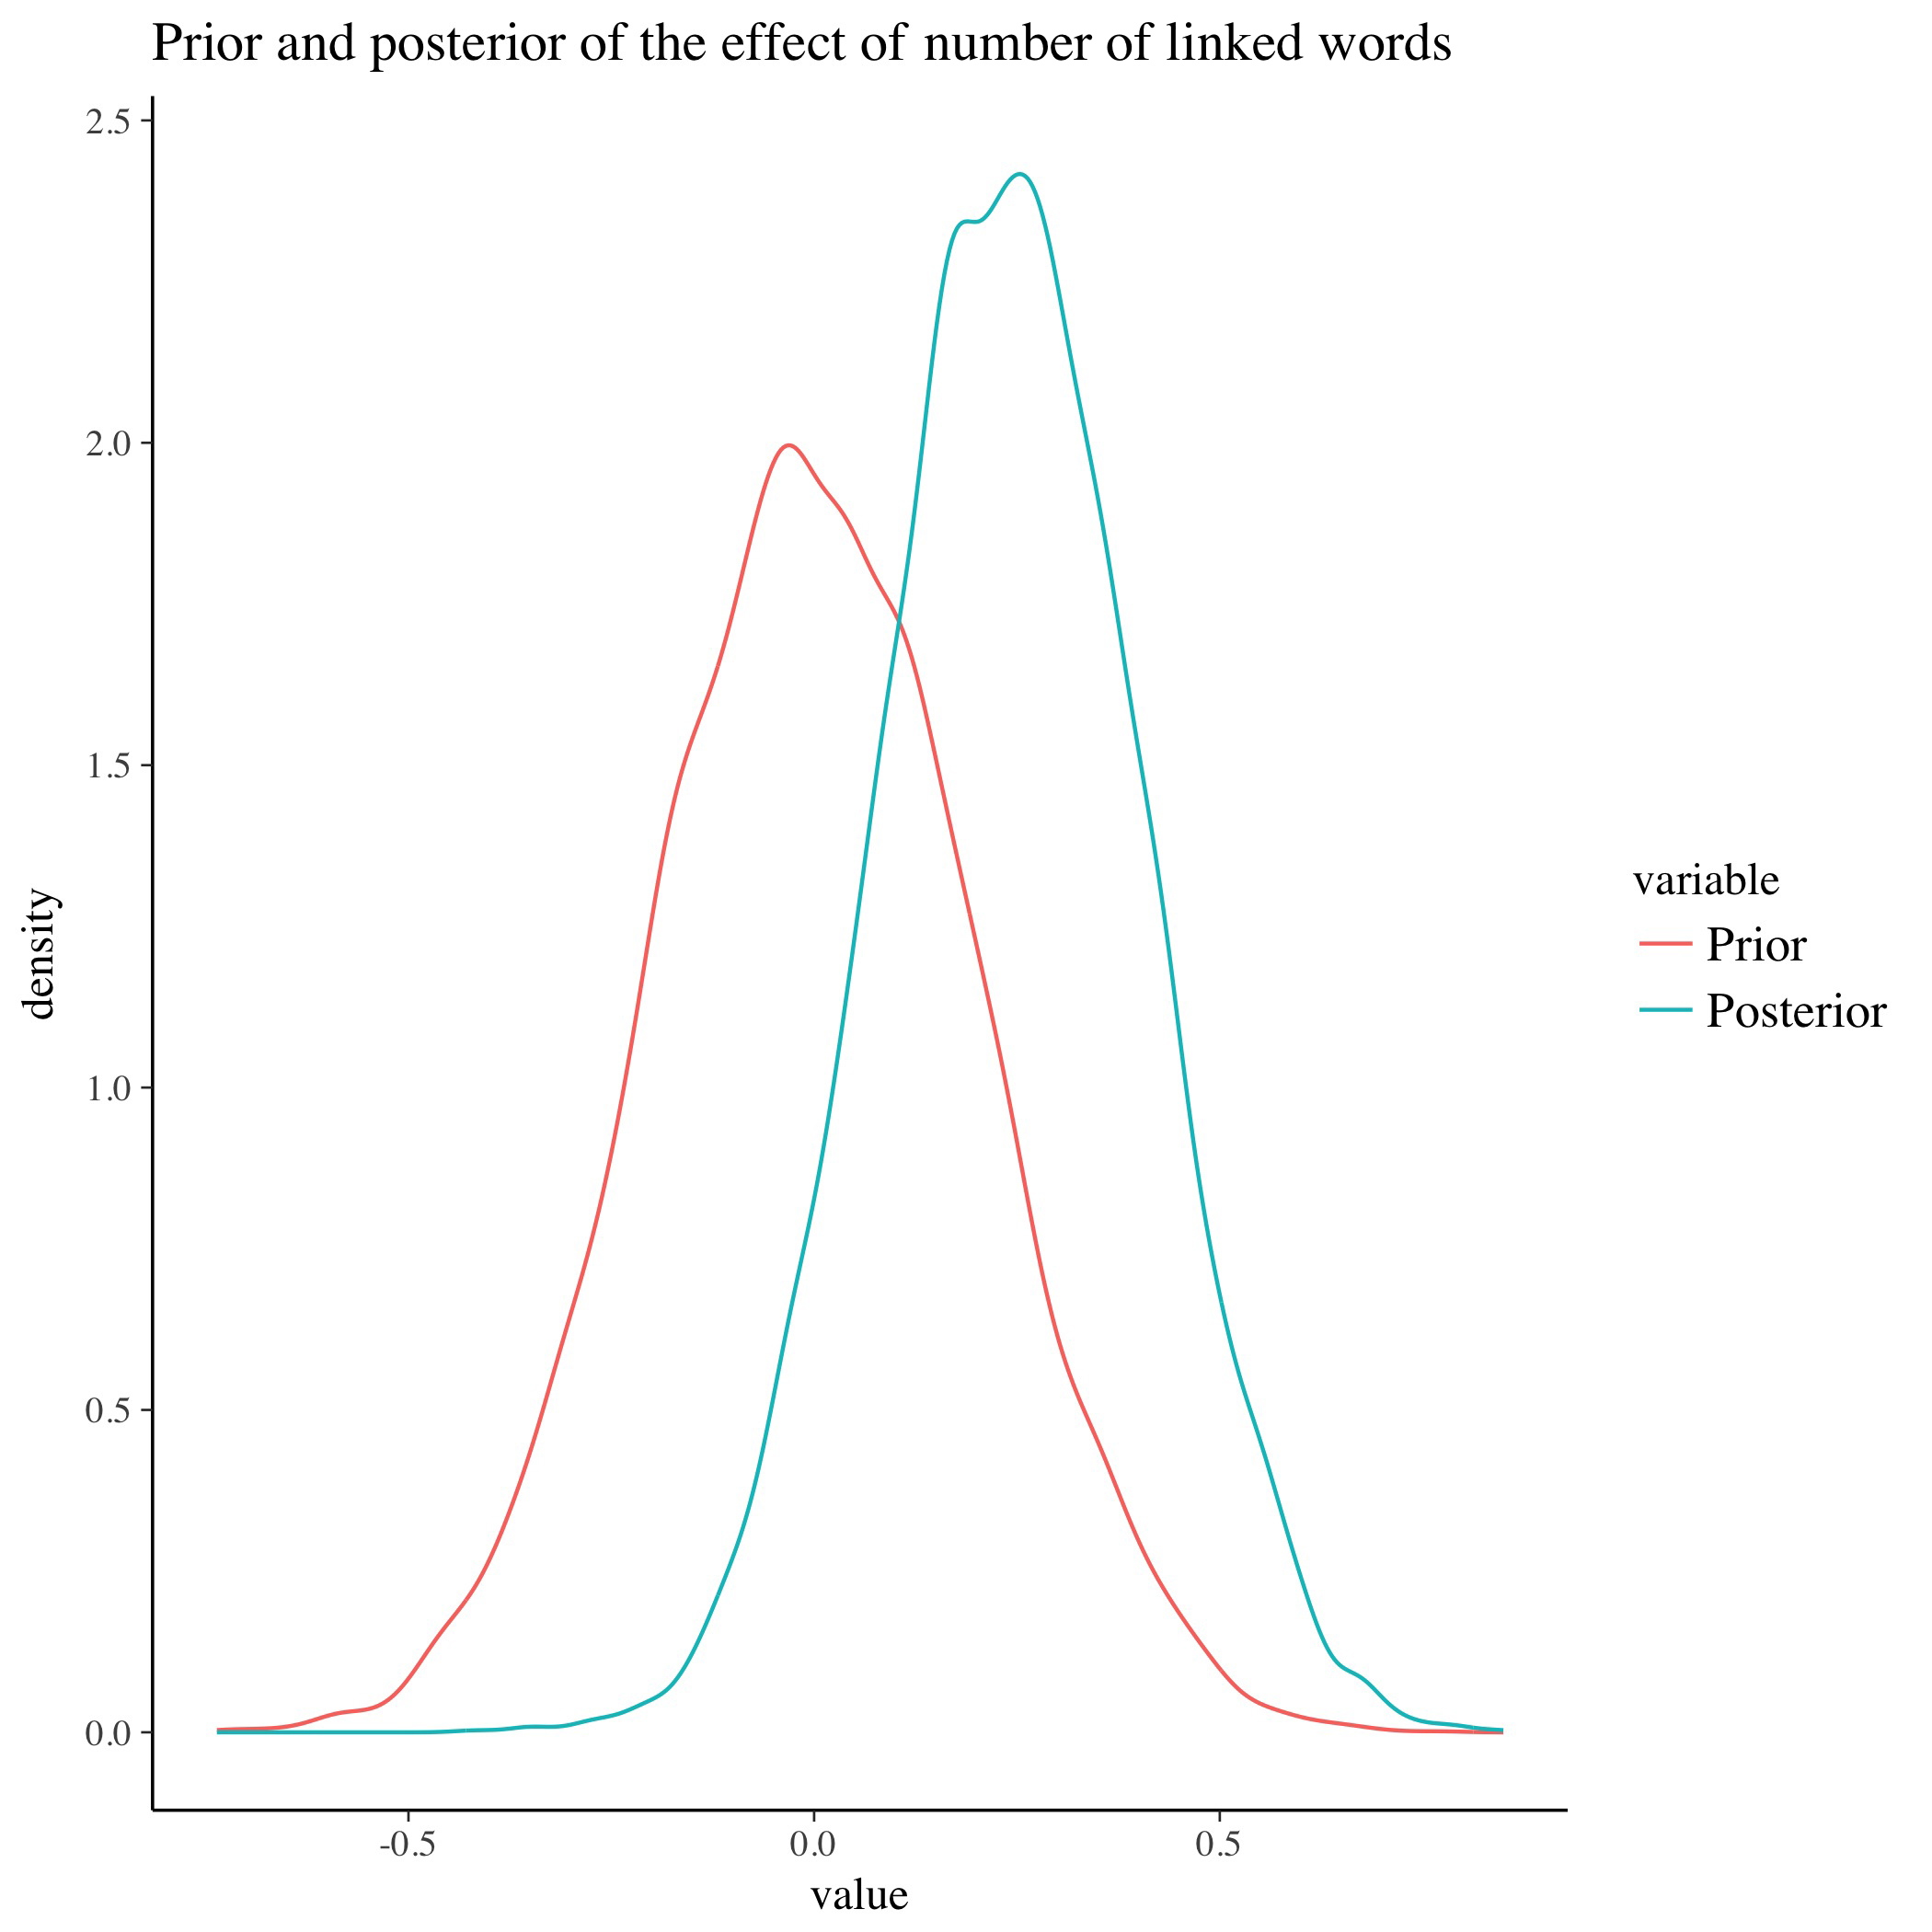 Prior and posterior of the effect of number of linked words
2.5
2.0
1.5
1.0
0.5
0.0
density
-0.5 0.0 0.5
value
variable
Prior
Posterior